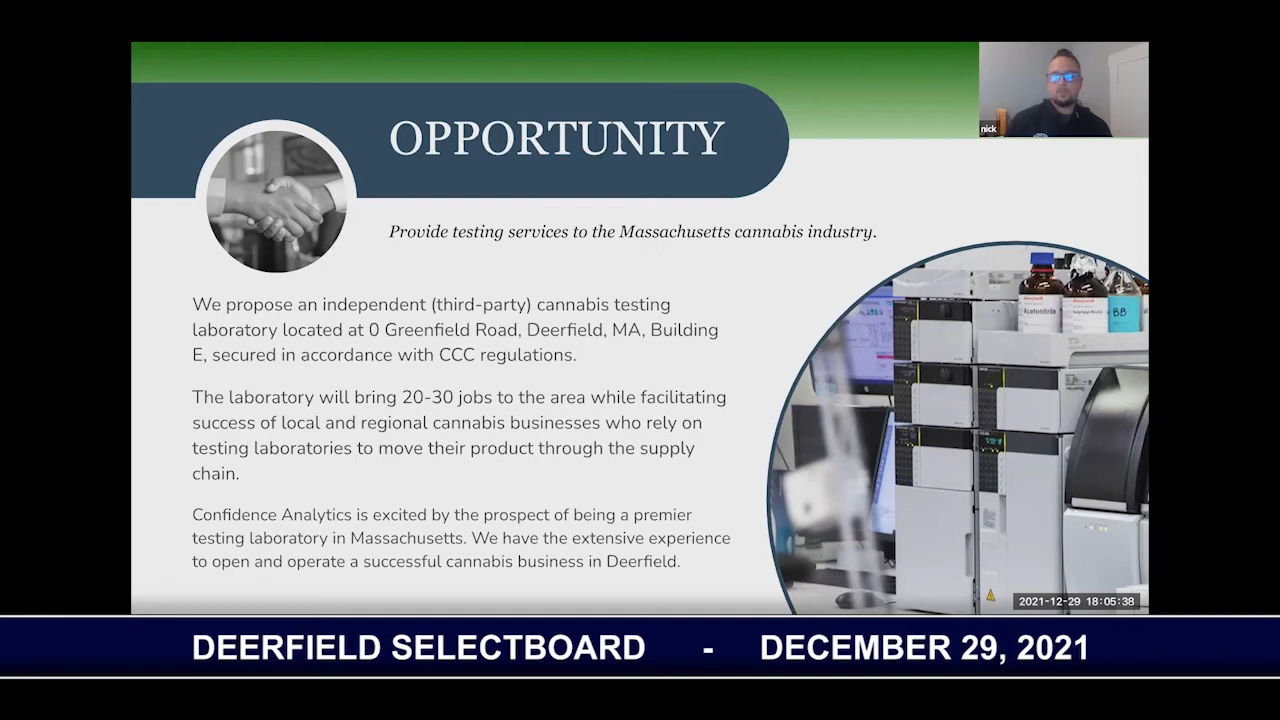 nick
OPPORTUNITY
Provide testing services to the Massachusetts cannabis industry.
We propose an independent (third-party) cannabis testing
laboratory located at 0 Greenfield Road, Deerfield, MA, Building
E, secured in accordance with CCC regulations.
The laboratory will bring 20-30 jobs to the area while facilitating
success of local and regional cannabis businesses who rely on
testing laboratories to move their product through the supply
chain.
Confidence Analytics is excited by the prospect of being a premier
testing laboratory in Massachusetts. We have the extensive experience
to open and operate a successful cannabis business in Deerfield.
Honeywell
Acetonitrile
Honeywell
Isopropyl Alcohol
BB
2021-12-29 18:05:38
DEERFIELD SELECTBOARD - DECEMBER 29, 2021